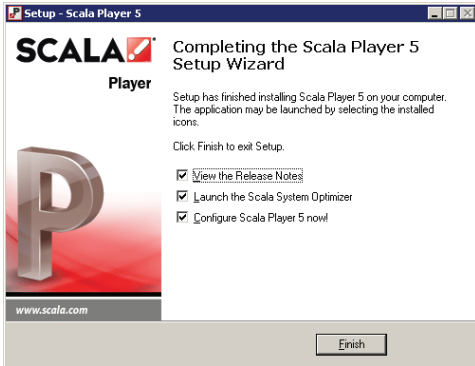 Setup - Scala Player 5
SCALA
Player
Completing the Scala Player 5
Setup Wizard
Setup has finished installing Scala Player 5 on your computer.
The application may be launched by selecting the installed
icons.
Click Finish to exit Setup.
View the Release Notes
Launch the Scala System Optimizer
Configure Scala Player 5 now!
P
www.scala.com
Finish